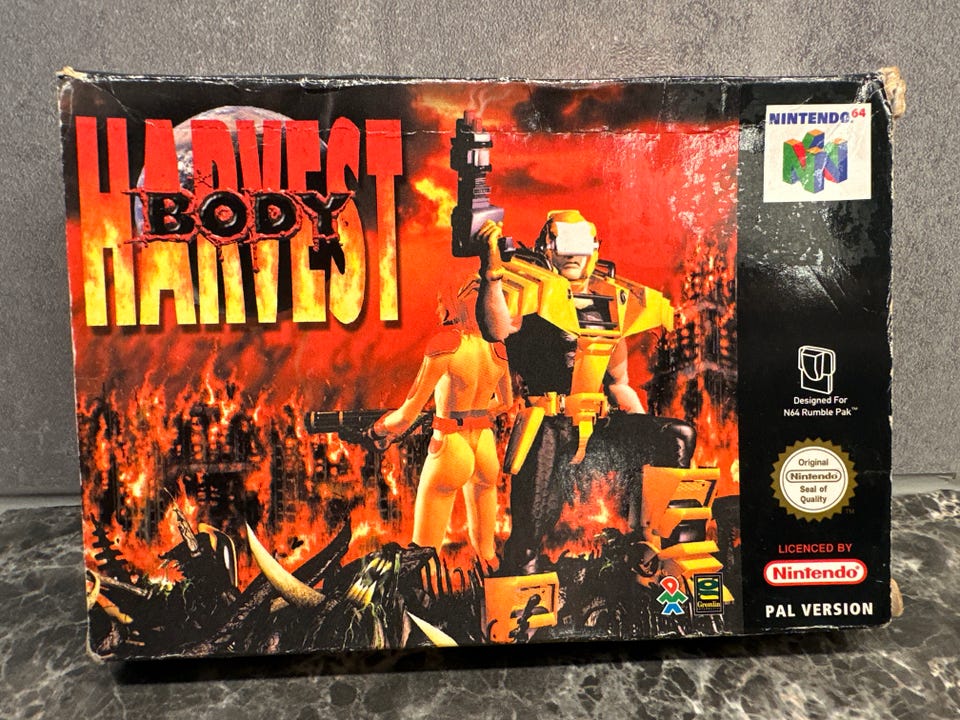 HARVEST
BODY
NINTENDO64
Designed For
N64 Rumble Pak™
Original
Nintendo
Seal of
Quality
TM
LICENCED BY
Nintendo
PAL VERSION
Gremlin